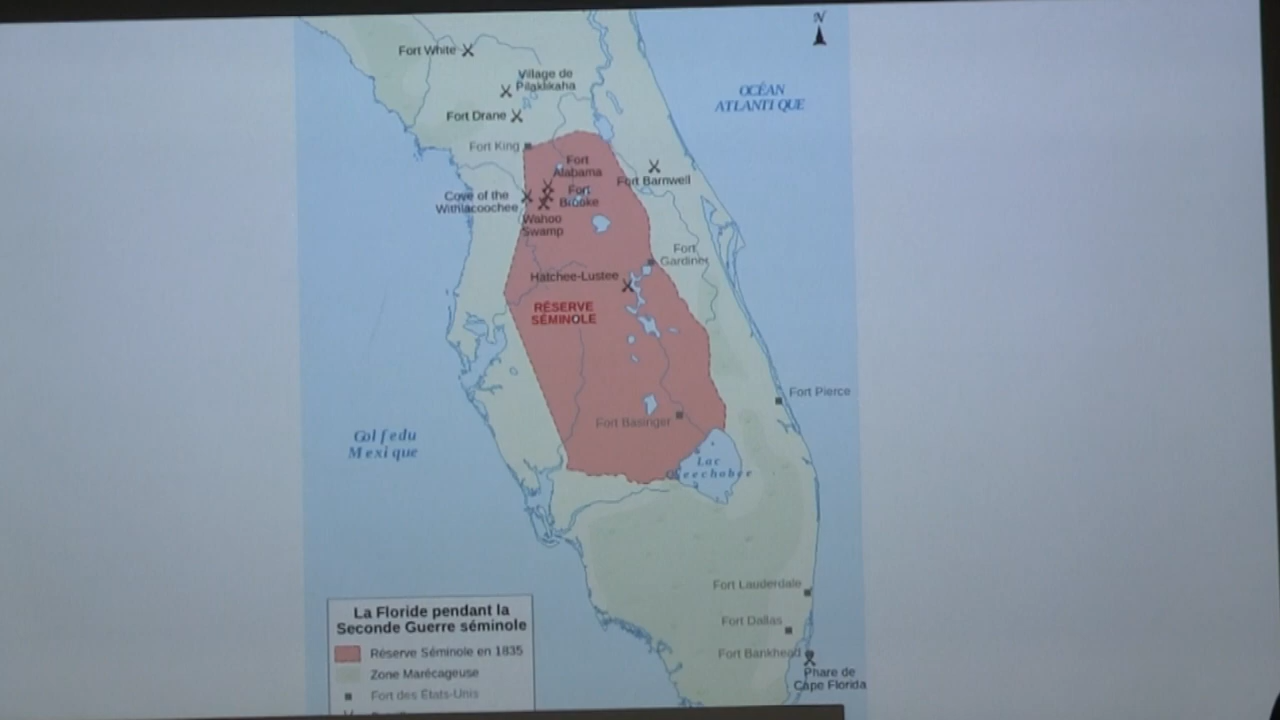 N
Fort White
Village de
Pilaklikaha
OCÉAN
ATLANTIQUE
Fort Drane
Fort King
Fort
Alabama
Fort Barnwell
Cove of the
Withlacoochee
Fort
Brooke
Wahoo
Swamp
Fort
Gardiner
Hatchee-Lustee
RÉSERVE
SÉMINOLE
Fort Pierce
Fort Basinger
Golfe du
Mexique
Lac
Okeechobee
Fort Lauderdale
Fort Dallas
Fort Bankhead
Phare de
Cape Florida
La Floride pendant la
Seconde Guerre séminole
Réserve Séminole en 1835
Zone Marécageuse
Fort des États-Unis